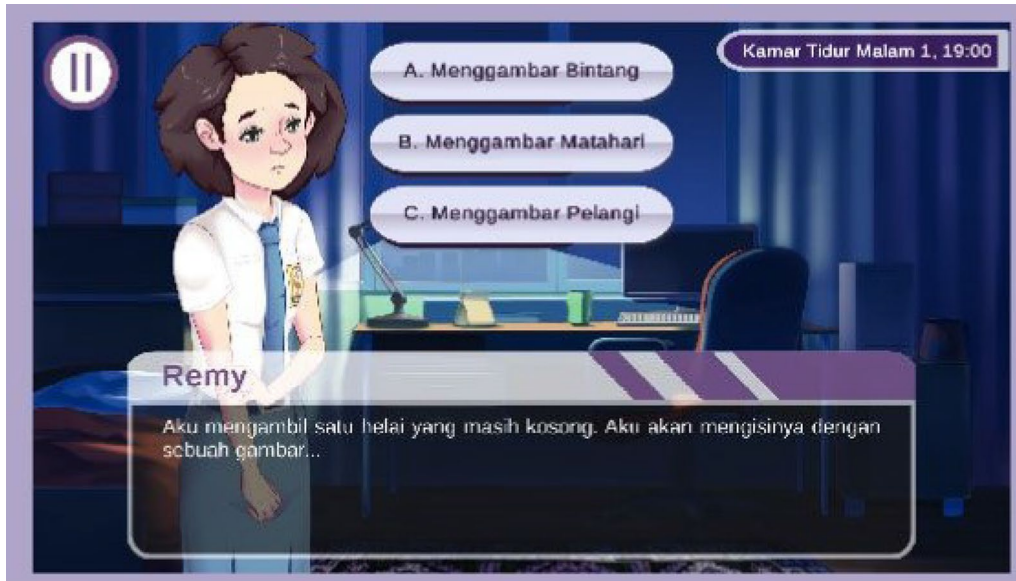 Kamar Tidur Malam 1, 19:00
A. Menggambar Bintang
B. Menggambar Matahari
C. Menggambar Pelangi
Remy
Aku mengambil satu helai yang masih kosong. Aku akan mengisinya dengan
sebuah gambar...